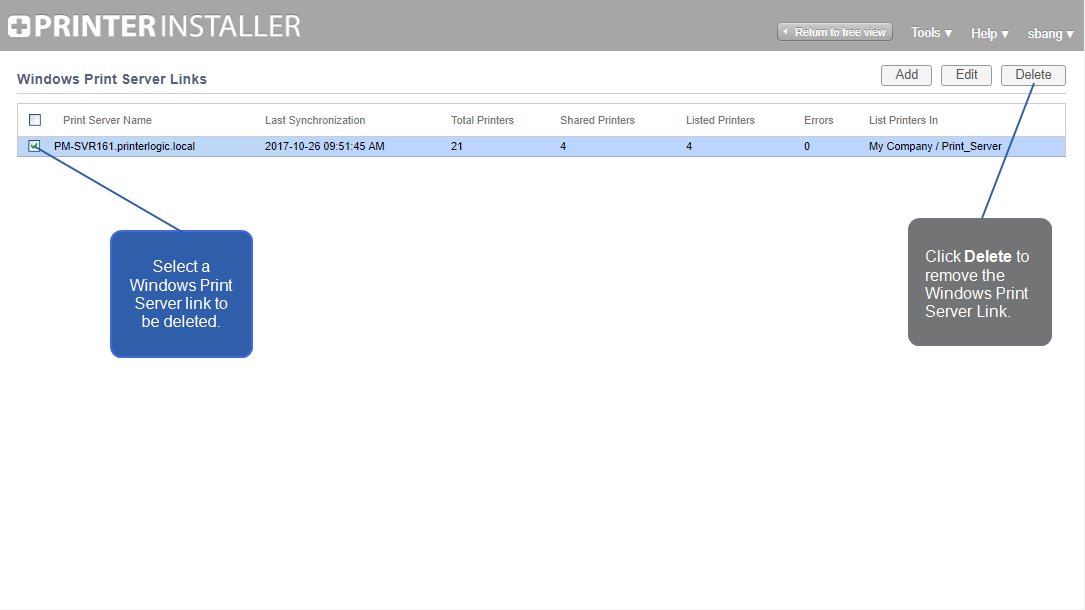 PRINTER INSTALLER
Return to tree view Tools ▾ Help ▾ sbang ▾
Windows Print Server Links Add Edit Delete
Print Server Name Last Synchronization Total Printers Shared Printers Listed Printers Errors List Printers In
PM-SVR161.printerlogic.local 2017-10-26 09:51:45 AM 21 4 4 0 My Company / Print_Server
Select a
Windows Print
Server link to
be deleted.
Click Delete to
remove the
Windows Print
Server Link.